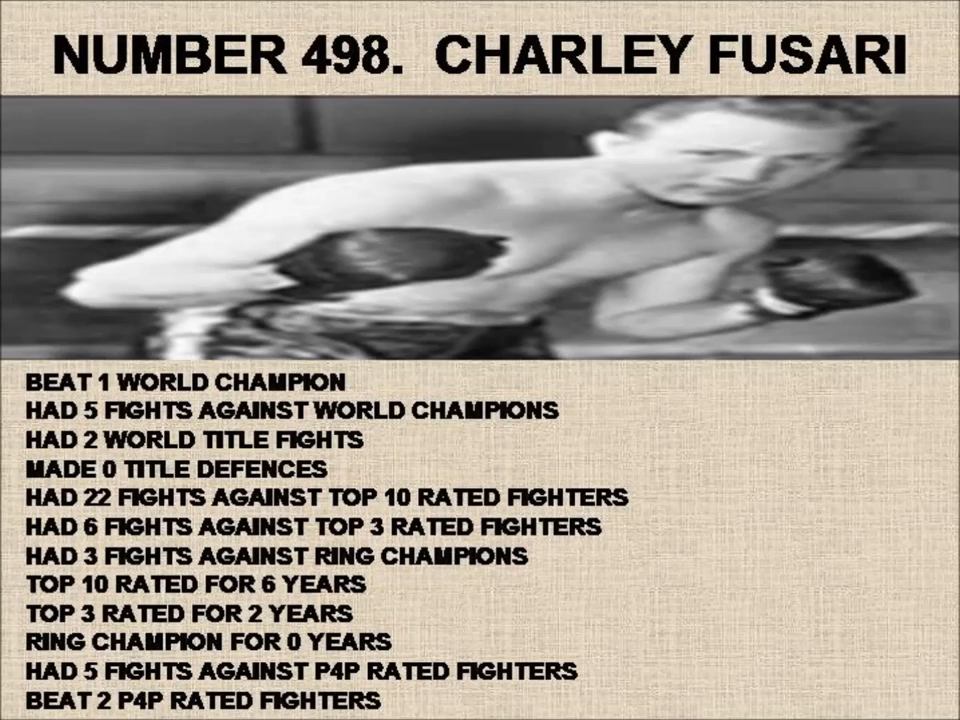 NUMBER 498. CHARLEY FUSARI
BEAT 1 WORLD CHAMPION
HAD 5 FIGHTS AGAINST WORLD CHAMPIONS
HAD 2 WORLD TITLE FIGHTS
MADE 0 TITLE DEFENCES
HAD 22 FIGHTS AGAINST TOP 10 RATED FIGHTERS
HAD 6 FIGHTS AGAINST TOP 3 RATED FIGHTERS
HAD 3 FIGHTS AGAINST RING CHAMPIONS
TOP 10 RATED FOR 6 YEARS
TOP 3 RATED FOR 2 YEARS
RING CHAMPION FOR 0 YEARS
HAD 5 FIGHTS AGAINST P4P RATED FIGHTERS
BEAT 2 P4P RATED FIGHTERS